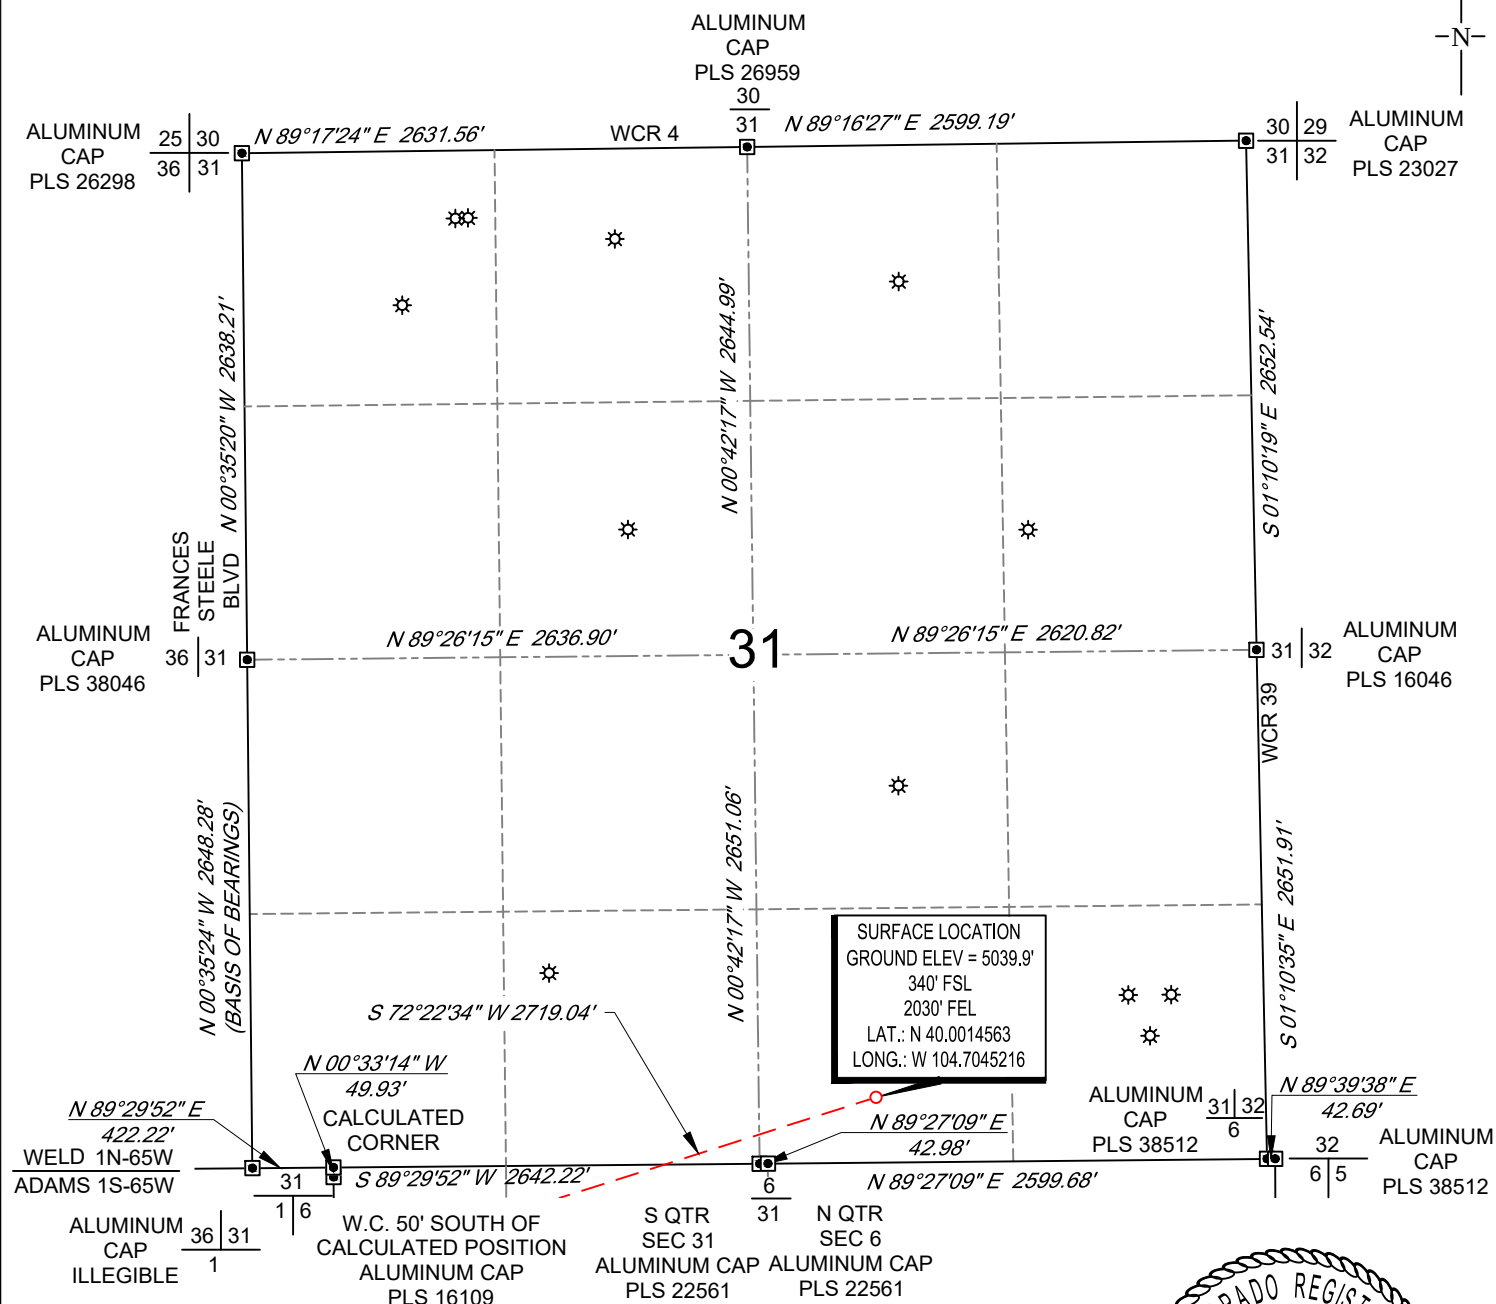 ALUMINUM
CAP
PLS 26959
30
31
-N-
ALUMINUM
CAP
PLS 26298
25 30
36 31
N 89°17'24" E 2631.56'
WCR 4
N 89°16'27" E 2599.19'
30 29
31 32
ALUMINUM
CAP
PLS 23027
N 00°35'20" W 2638.21'
N 00°42'17" W 2644.99'
S 01°10'19" E 2652.54'
FRANCES
STEELE
BLVD
ALUMINUM
CAP
PLS 38046
36 31
N 89°26'15" E 2636.90'
31
N 89°26'15" E 2620.82'
31 32
ALUMINUM
CAP
PLS 16046
WCR 39
N 00°35'24" W 2648.28'
(BASIS OF BEARINGS)
N 00°42'17" W 2651.06'
S 01°10'35" E 2651.91'
SURFACE LOCATION
GROUND ELEV = 5039.9'
340' FSL
2030' FEL
LAT.: N 40.0014563
LONG.: W 104.7045216
S 72°22'34" W 2719.04'
N 00°33'14" W
49.93'
CALCULATED
CORNER
N 89°29'52" E
422.22'
WELD 1N-65W
ADAMS 1S-65W
N 89°27'09" E
42.98'
ALUMINUM
CAP
PLS 38512
31 32
6
N 89°39'38" E
42.69'
32
6 5
ALUMINUM
CAP
PLS 38512
31
1 6
S 89°29'52" W 2642.22'
N 89°27'09" E 2599.68'
6
31
ALUMINUM
CAP
ILLEGIBLE
36 31
1
W.C. 50' SOUTH OF
CALCULATED POSITION
ALUMINUM CAP
PLS 16109
S QTR
SEC 31
ALUMINUM CAP
PLS 22561
N QTR
SEC 6
ALUMINUM CAP
PLS 22561